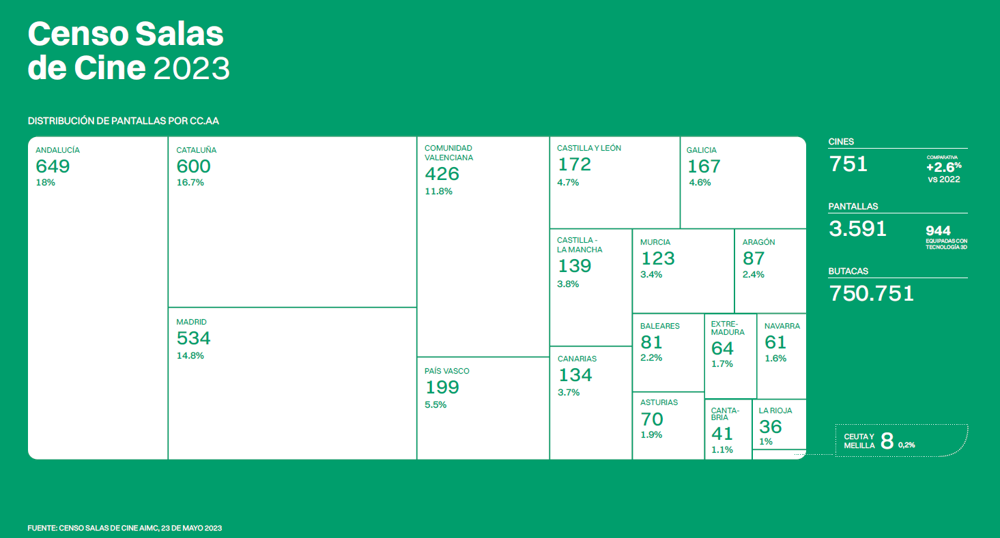 Censo Salas
de Cine 2023
DISTRIBUCIÓN DE PANTALLAS POR CC.AA
ANDALUCÍA
649
18%
CATALUÑA
600
16.7%
MADRID
534
14.8%
COMUNIDAD
VALENCIANA
426
11.8%
PAÍS VASCO
199
5.5%
CASTILLA Y LEÓN
172
4.7%
GALICIA
167
4.6%
CASTILLA -
LA MANCHA
139
3.8%
MURCIA
123
3.4%
ARAGÓN
87
2.4%
CANARIAS
134
3.7%
BALEARES
81
2.2%
EXTRE-
MADURA
64
1.7%
NAVARRA
61
1.6%
ASTURIAS
70
1.9%
CANTA-
BRIA
41
1.1%
LA RIOJA
36
1%
CEUTA Y
MELILLA 8 0,2%
CINES
751
COMPARATIVA
+2.6%
vs 2022
PANTALLAS
3.591
944
EQUIPADAS CON
TECNOLOGÍA 3D
BUTACAS
750.751
FUENTE: CENSO SALAS DE CINE AIMC, 23 DE MAYO 2023